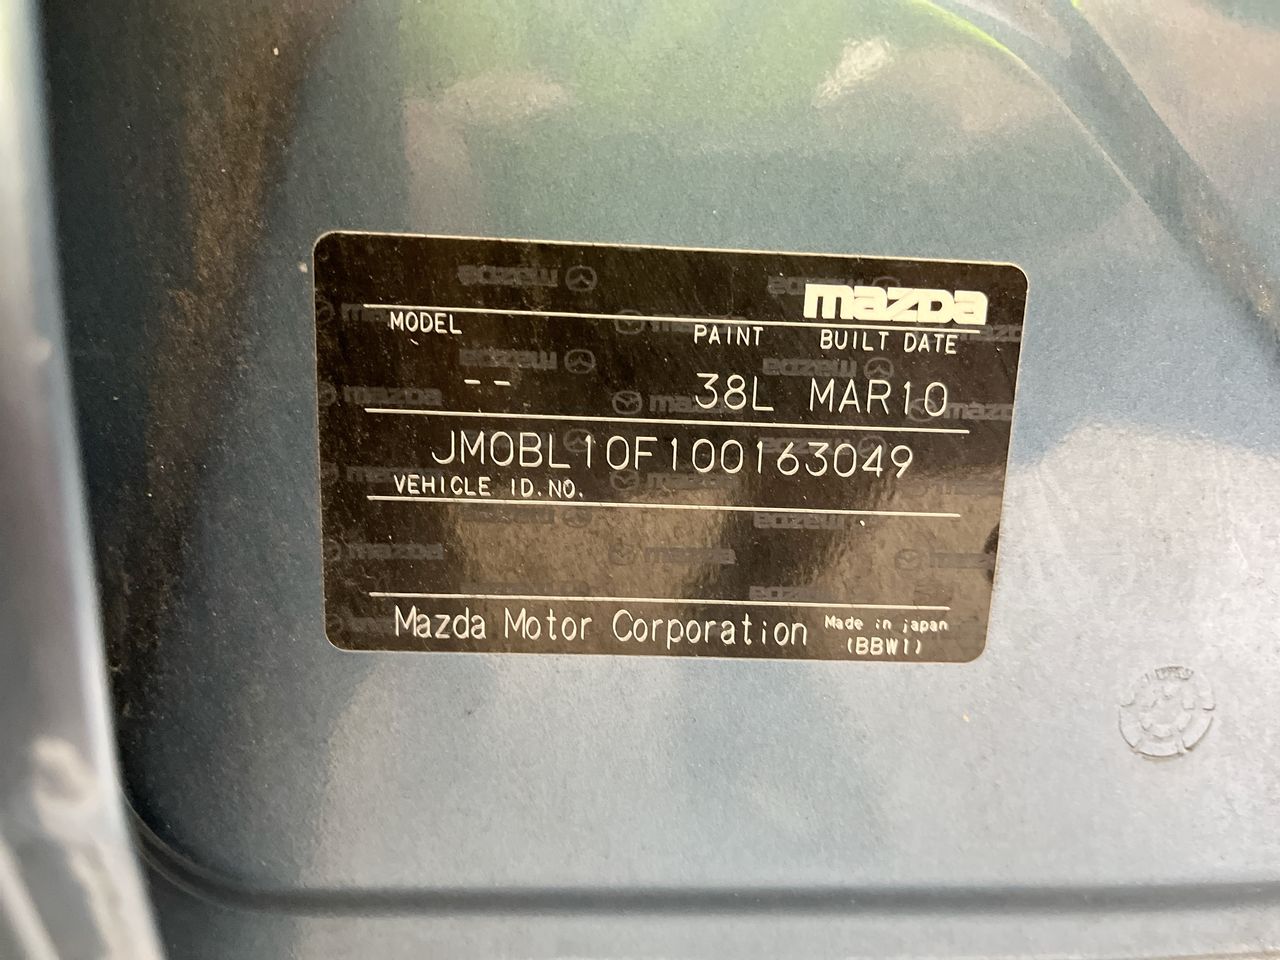 mazda
MODEL PAINT BUILT DATE
-- 38L MAR10
JM0BL10F100163049
VEHICLE ID.NO.
Mazda Motor Corporation Made in japan
(BBW1)